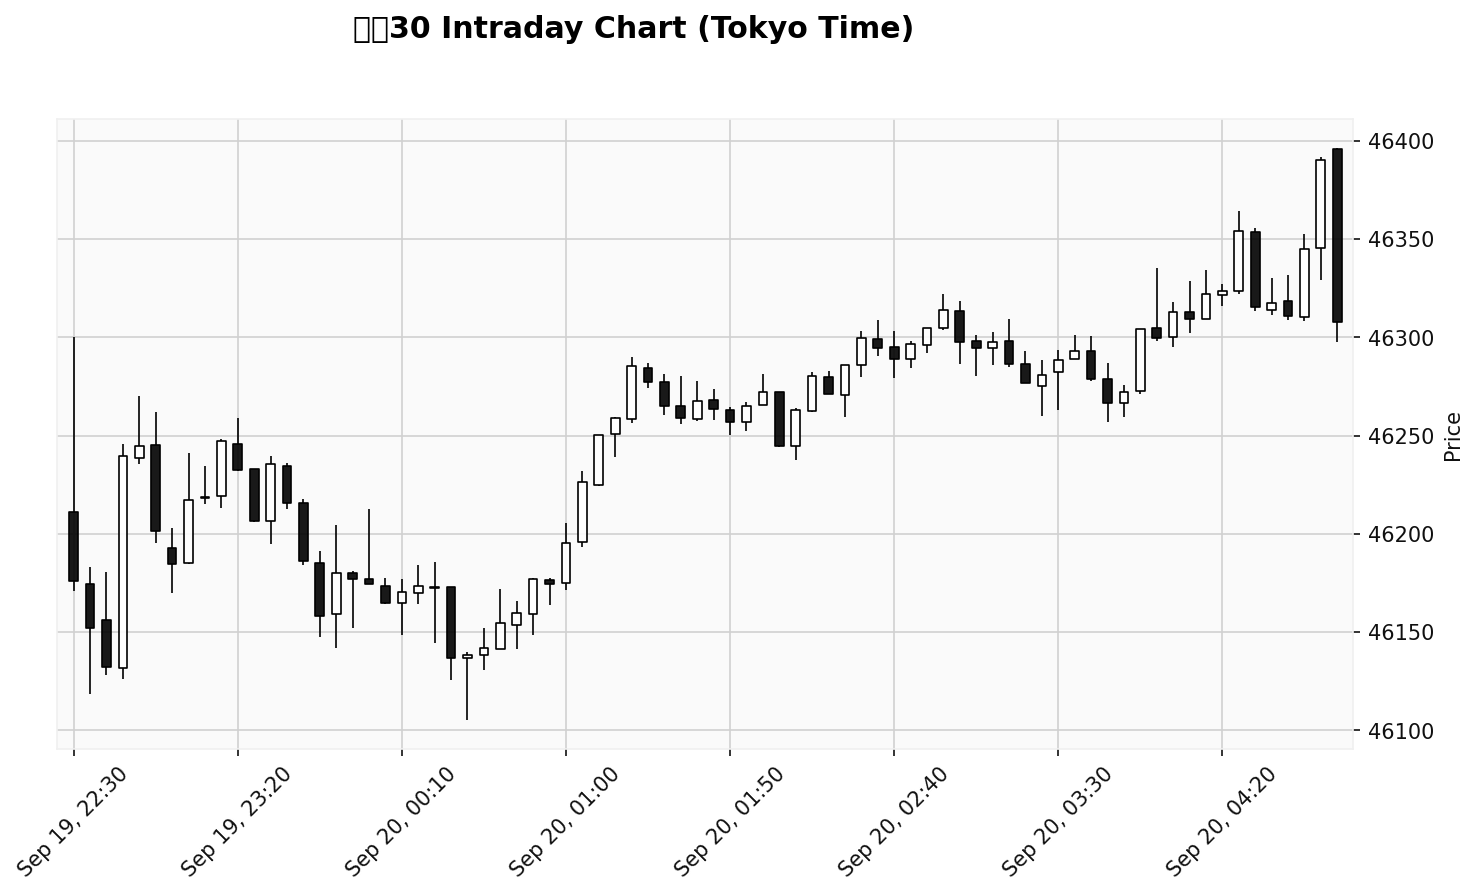 30 Intraday Chart (Tokyo Time)
46400
46350
46300
46250
46200
46150
46100
Price
Sep 19, 22:30
Sep 19, 23:20
Sep 20, 00:10
Sep 20, 01:00
Sep 20, 01:50
Sep 20, 02:40
Sep 20, 03:30
Sep 20, 04:20